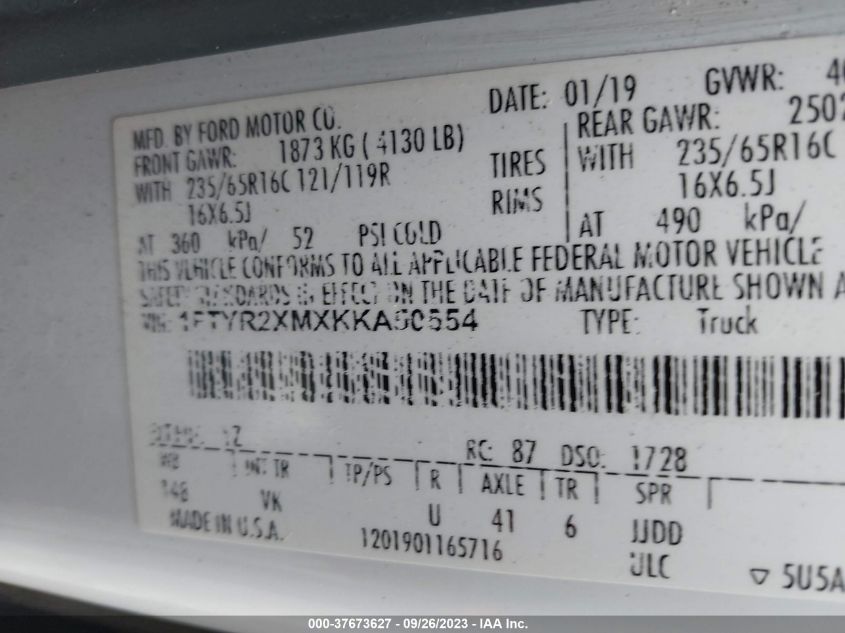 MFD. BY FORD MOTOR CO.
DATE: 01/19 GVWR:
FRONT GAWR: 1873 KG ( 4130 LB) REAR GAWR: 2502
WITH 235/65R16C 121/119R TIRES WITH 235/65R16C
16X6.5J RIMS 16X6.5J
AT 360 kPa/ 52 PSI COLD AT 490 kPa/
THIS VEHICLE CONFORMS TO ALL APPLICABLE FEDERAL MOTOR VEHICLE
SAFETY STANDARDS IN EFFECT ON THE DATE OF MANUFACTURE SHOWN
VIN: TYPE: Truck
RC: 87 DSO: 1728
WB INT TR TP/PS R AXLE TR SPR
148 VK U 41 6 JJDD
MADE IN U.S.A. 1201901165716 ULC
▽ 5U5A
000-37673627 - 09/26/2023 - IAA Inc.